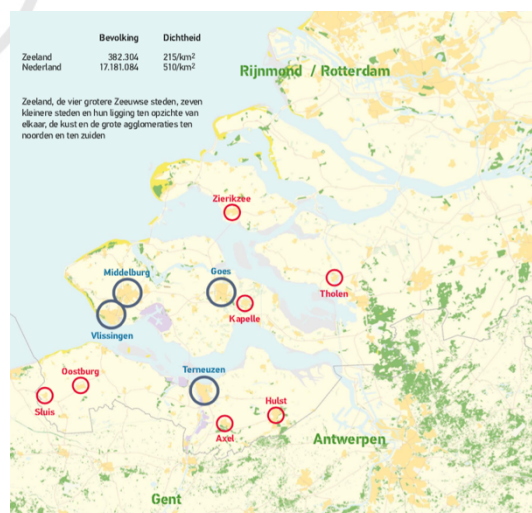 Bevolking Dichtheid
Zeeland 382.304 215/km²
Nederland 17.181.084 510/km²
Zeeland, de vier grotere Zeeuwse steden, zeven
kleinere steden en hun ligging ten opzichte van
elkaar, de kust en de grote agglomeraties ten
noorden en ten zuiden
Rijnmond / Rotterdam
Zierikzee
Middelburg
Goes
Tholen
Kapelle
Vlissingen
Oostburg
Terneuzen
Sluis
Hulst
Axel
Antwerpen
Gent